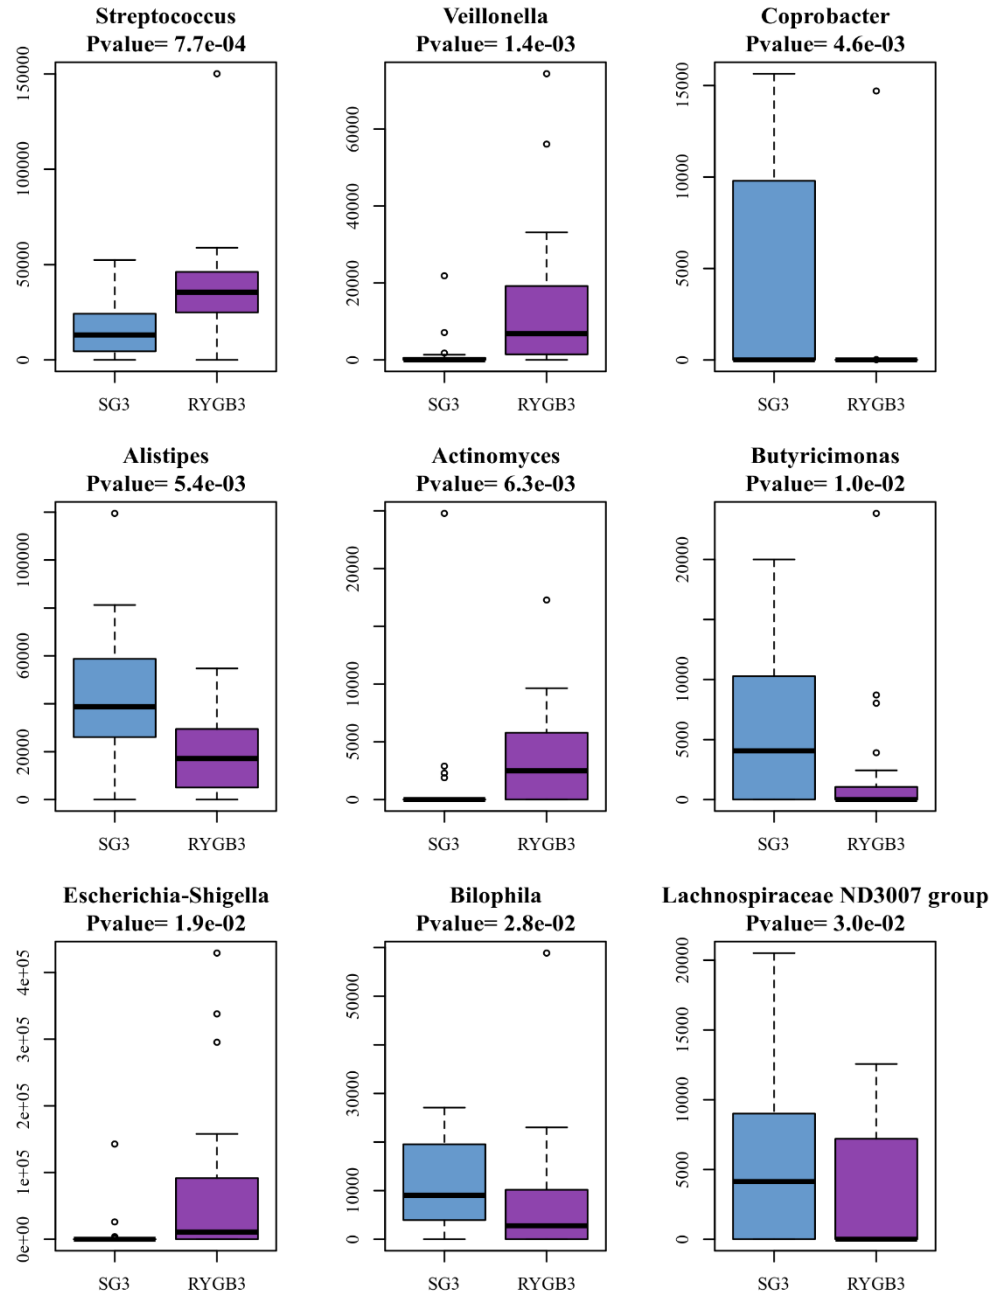 Streptococcus
Pvalue= 7.7e-04
0
50000
100000
150000
SG3
RYGB3
Veillonella
Pvalue= 1.4e-03
0
20000
40000
60000
SG3
RYGB3
Coprobacter
Pvalue= 4.6e-03
0
5000
10000
15000
SG3
RYGB3
Alistipes
Pvalue= 5.4e-03
0
20000
60000
100000
SG3
RYGB3
Actinomyces
Pvalue= 6.3e-03
0
5000
10000
20000
SG3
RYGB3
Butyricimonas
Pvalue= 1.0e-02
0
5000
10000
20000
SG3
RYGB3
Escherichia-Shigella
Pvalue= 1.9e-02
0e+00
1e+05
2e+05
3e+05
4e+05
SG3
RYGB3
Bilophila
Pvalue= 2.8e-02
0
10000
30000
50000
SG3
RYGB3
Lachnospiraceae ND3007 group
Pvalue= 3.0e-02
0
5000
10000
15000
20000
SG3
RYGB3